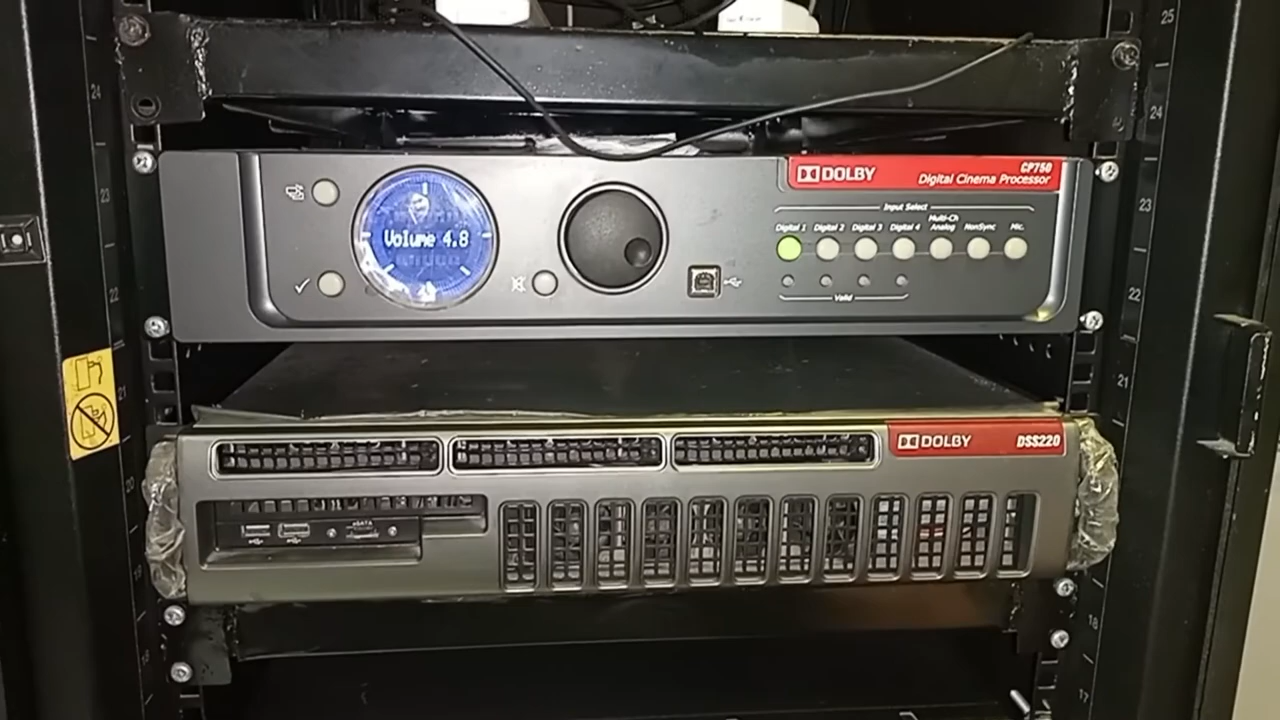 25
24
24
DOLBY
CP750
Digital Cinema Processor
23
23
Input Select
Digital 1 Digital 2 Digital 3 Digital 4 Multi-Ch Analog NonSync Mic.
Volume 4.8
Valid
22
22
21
21
DOLBY
DSS220
20
eSATA
19
18
18
17